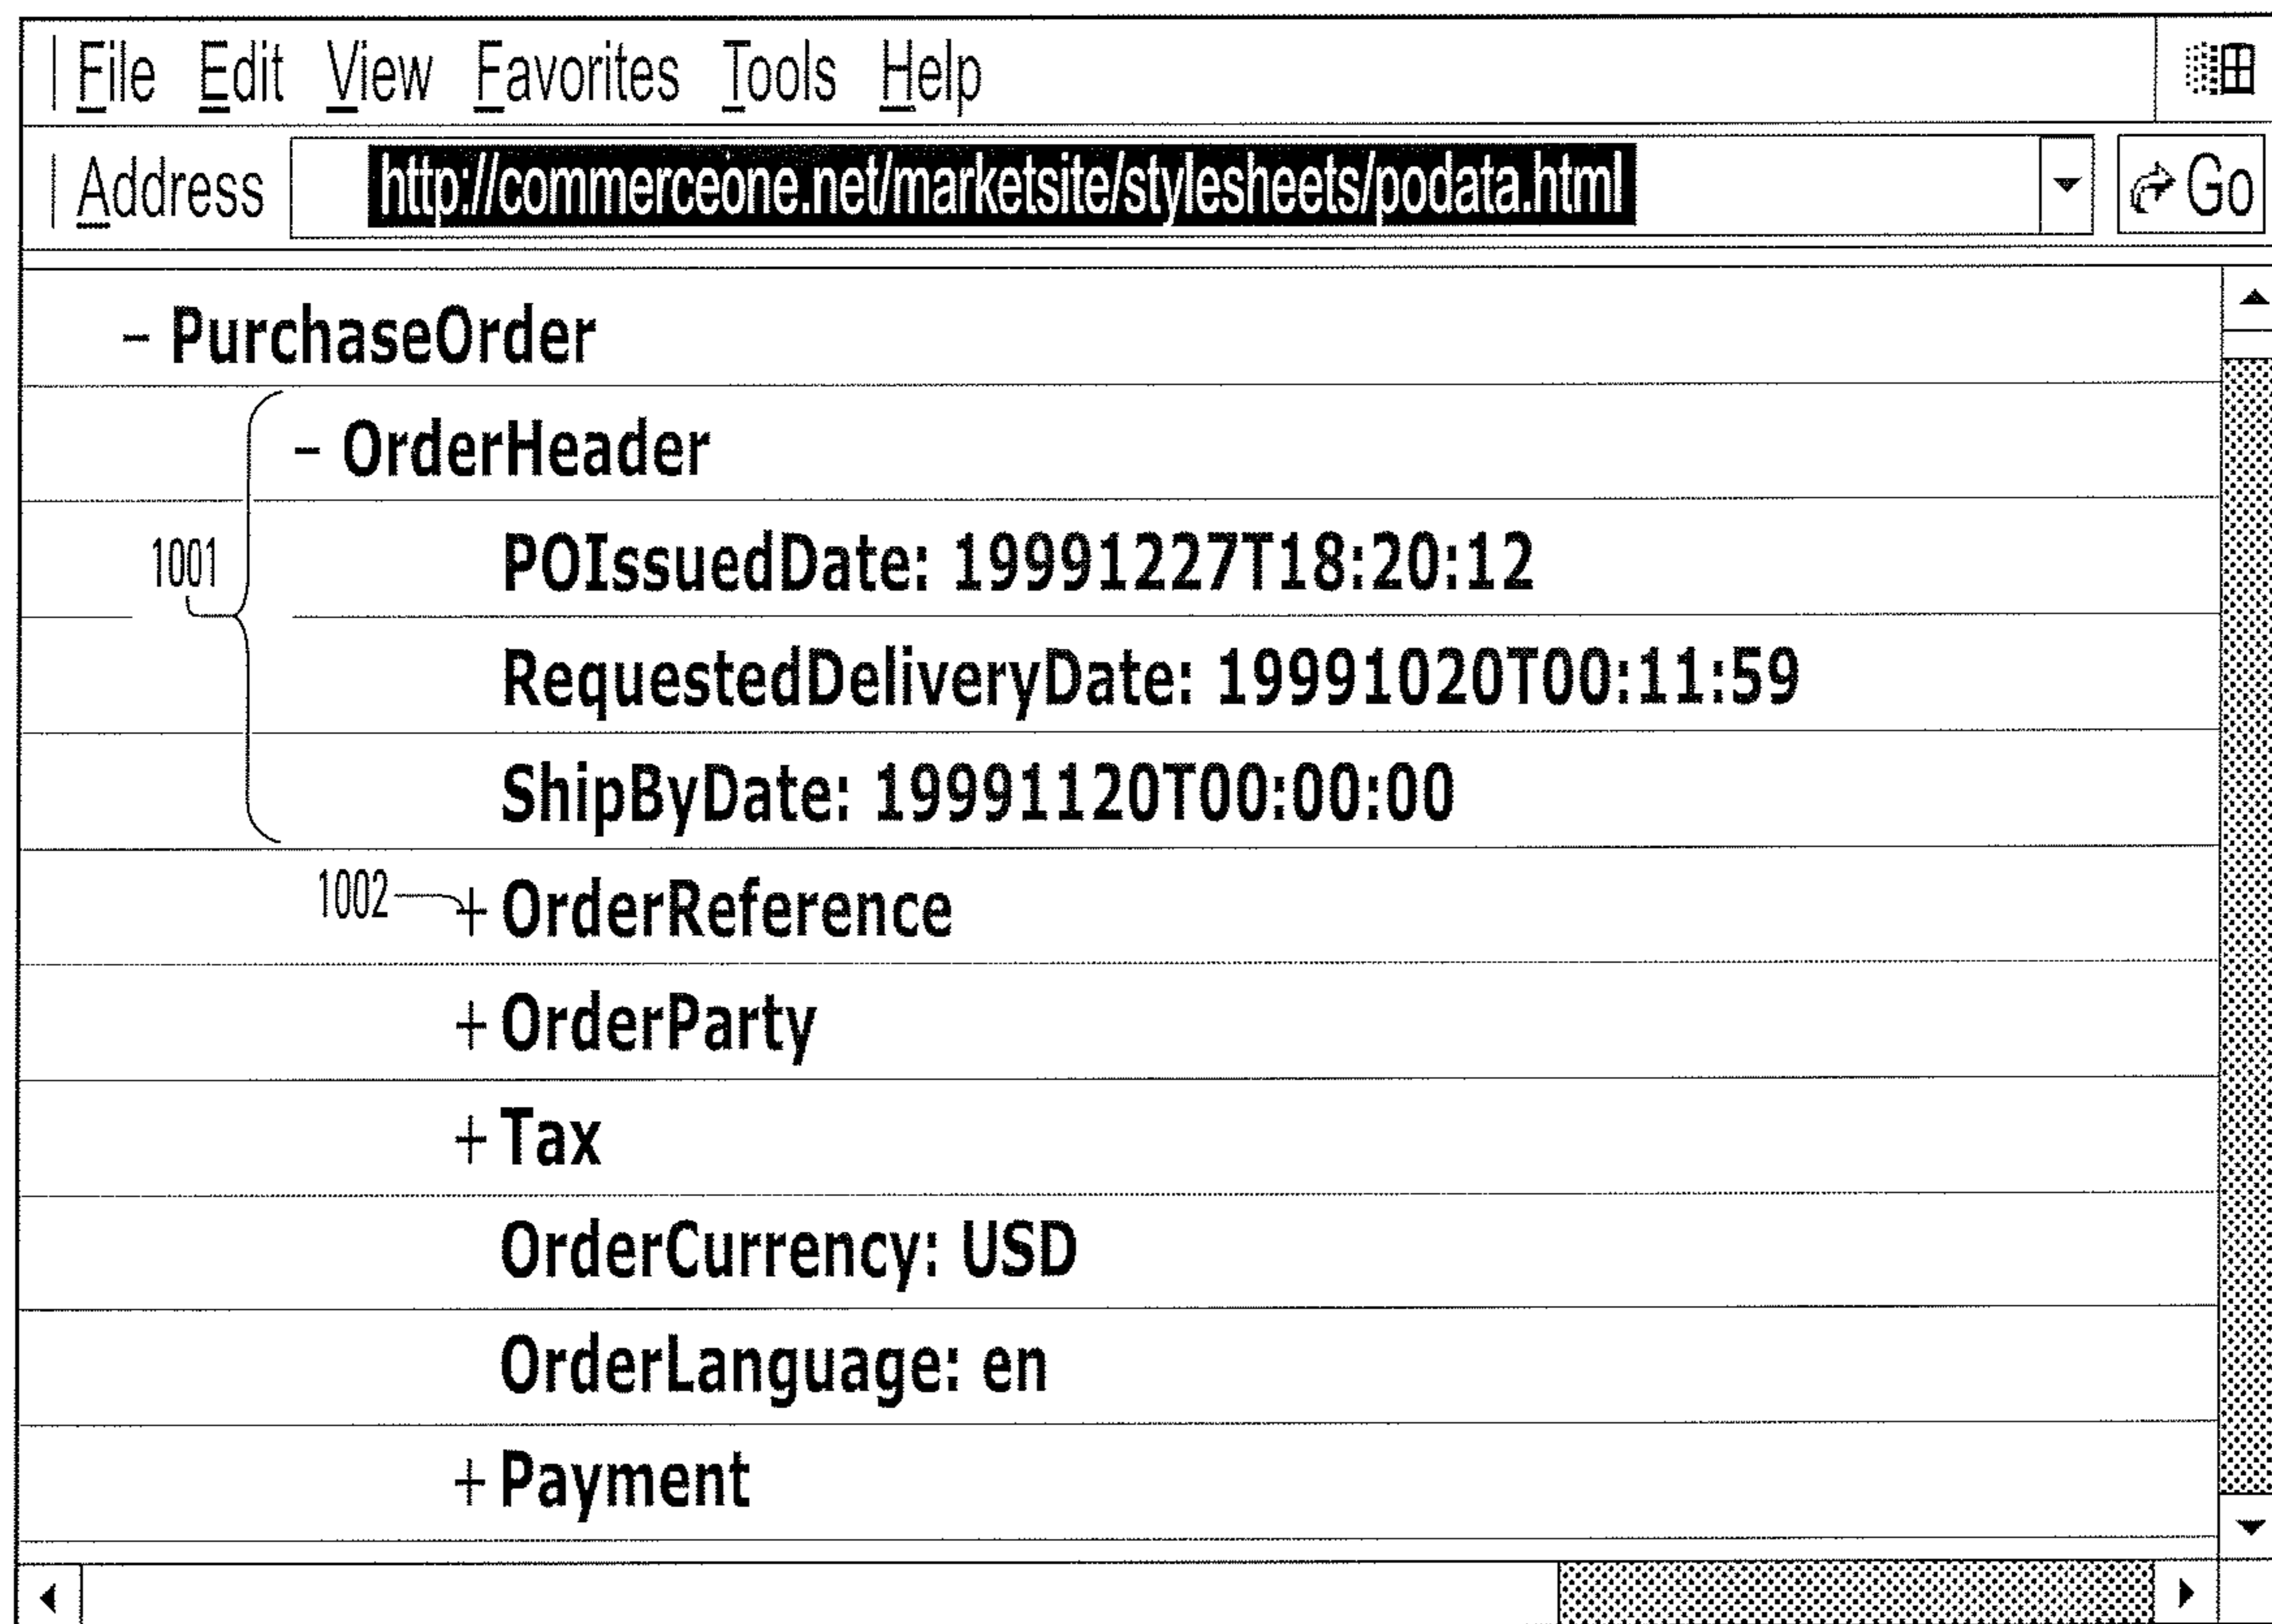 File Edit View Favorites Tools Help
Address http://commerceone.net/marketsite/stylesheets/podata.html Go
– PurchaseOrder
– OrderHeader
1001
POIssuedDate: 19991227T18:20:12
RequestedDeliveryDate: 19991020T00:11:59
ShipByDate: 19991120T00:00:00
1002 + OrderReference
+ OrderParty
+ Tax
OrderCurrency: USD
OrderLanguage: en
+ Payment